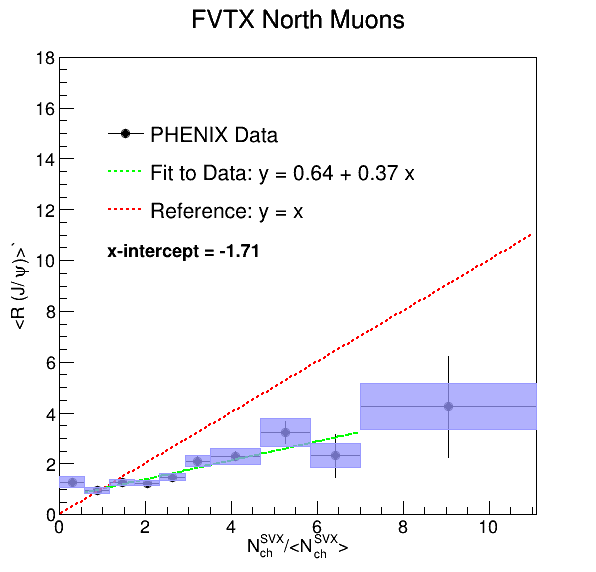 FVTX North Muons
18
16
14
12
10
8
6
4
2
0
<R (J/ψ)>`
PHENIX Data
Fit to Data: y = 0.64 + 0.37 x
Reference: y = x
x-intercept = -1.71
0 2 4 6 8 10
N_ch^SVX/<N_ch^SVX>